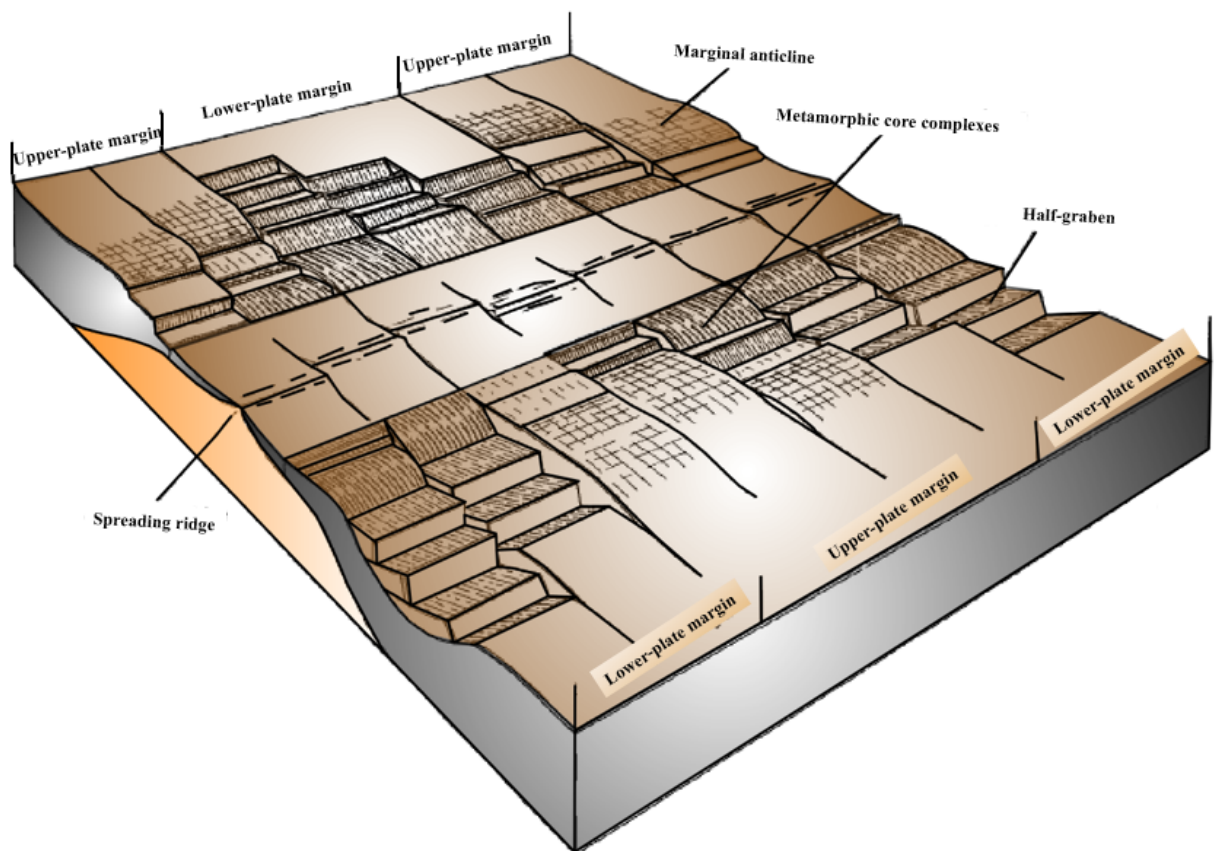 Upper-plate margin
Marginal anticline
Lower-plate margin
Metamorphic core complexes
Upper-plate margin
Half-graben
Lower-plate margin
Upper-plate margin
Spreading ridge
Lower-plate margin